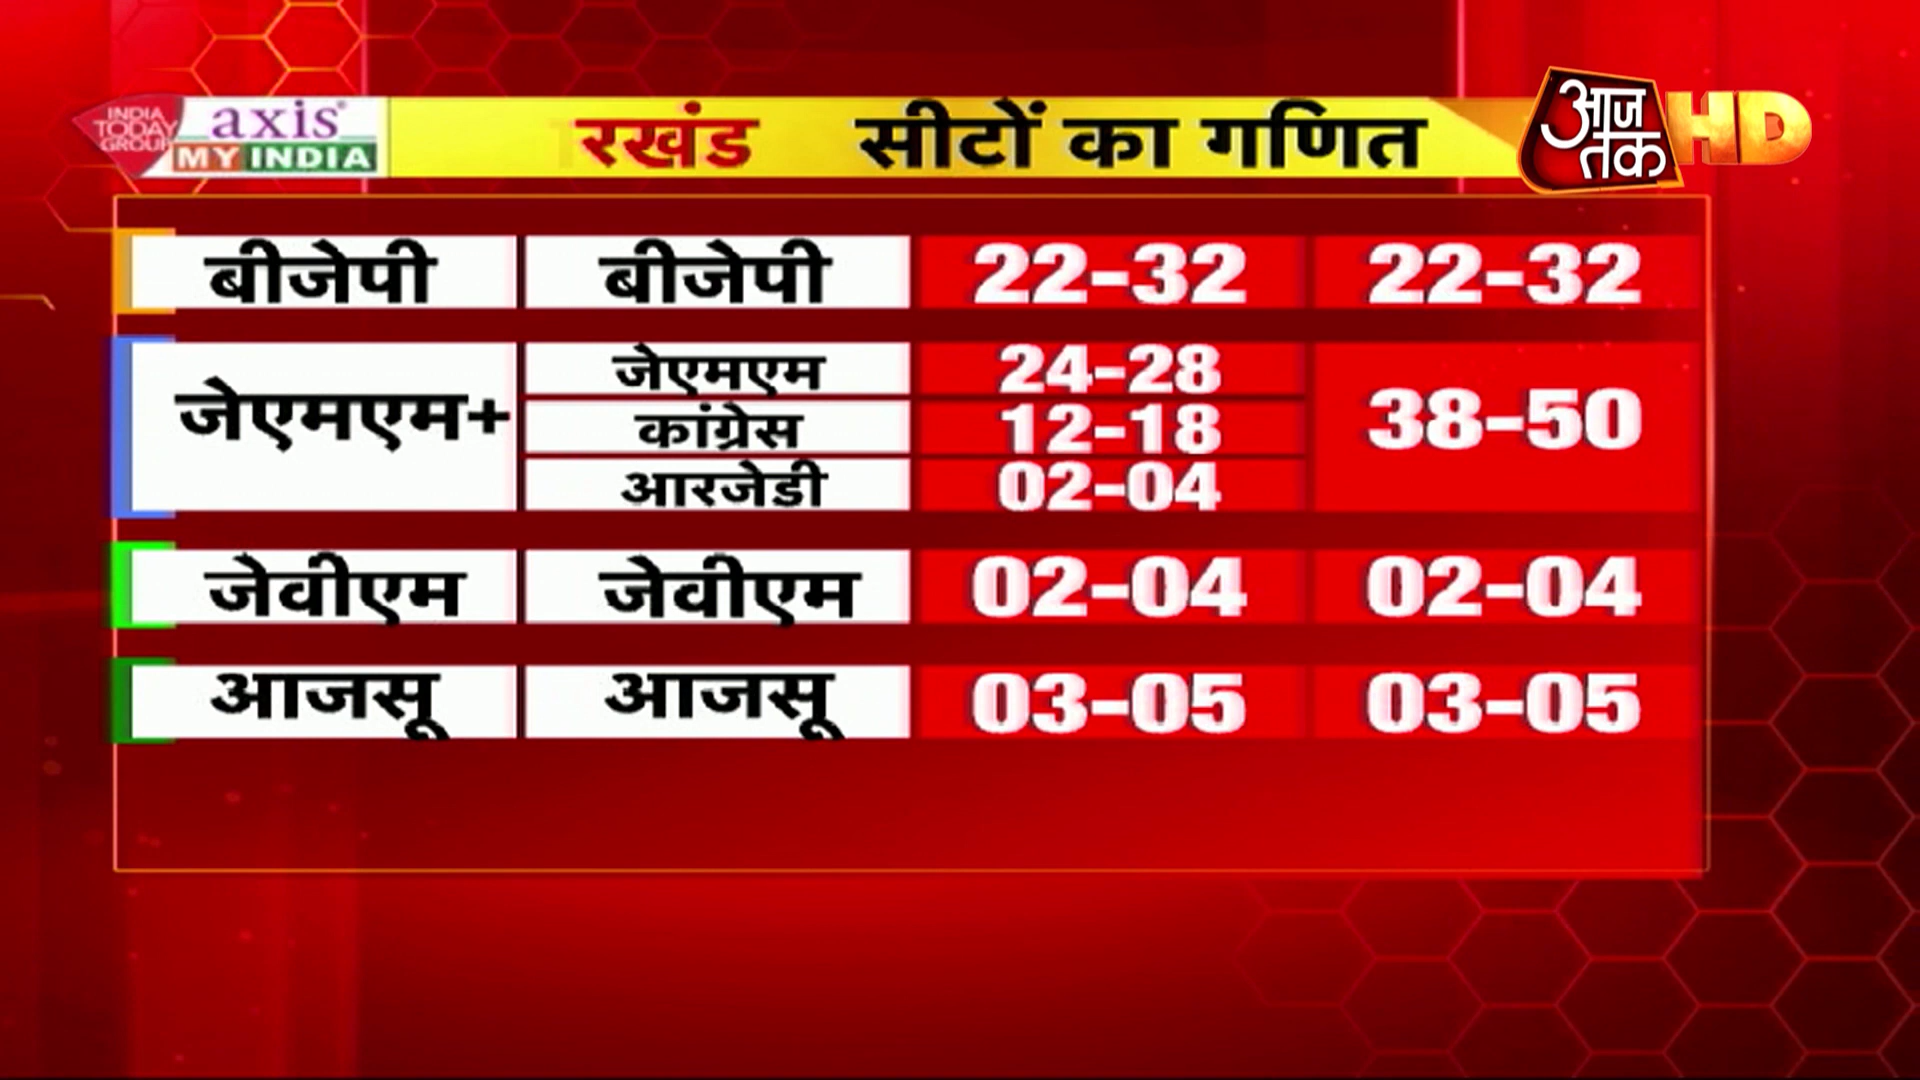 INDIA TODAY GROUP
axis MY INDIA
रखंड सीटों का गणित
आज तक HD
बीजेपी बीजेपी 22-32 22-32
जेएमएम+ जेएमएम 24-28 38-50
कांग्रेस 12-18
आरजेडी 02-04
जेवीएम जेवीएम 02-04 02-04
आजसू आजसू 03-05 03-05